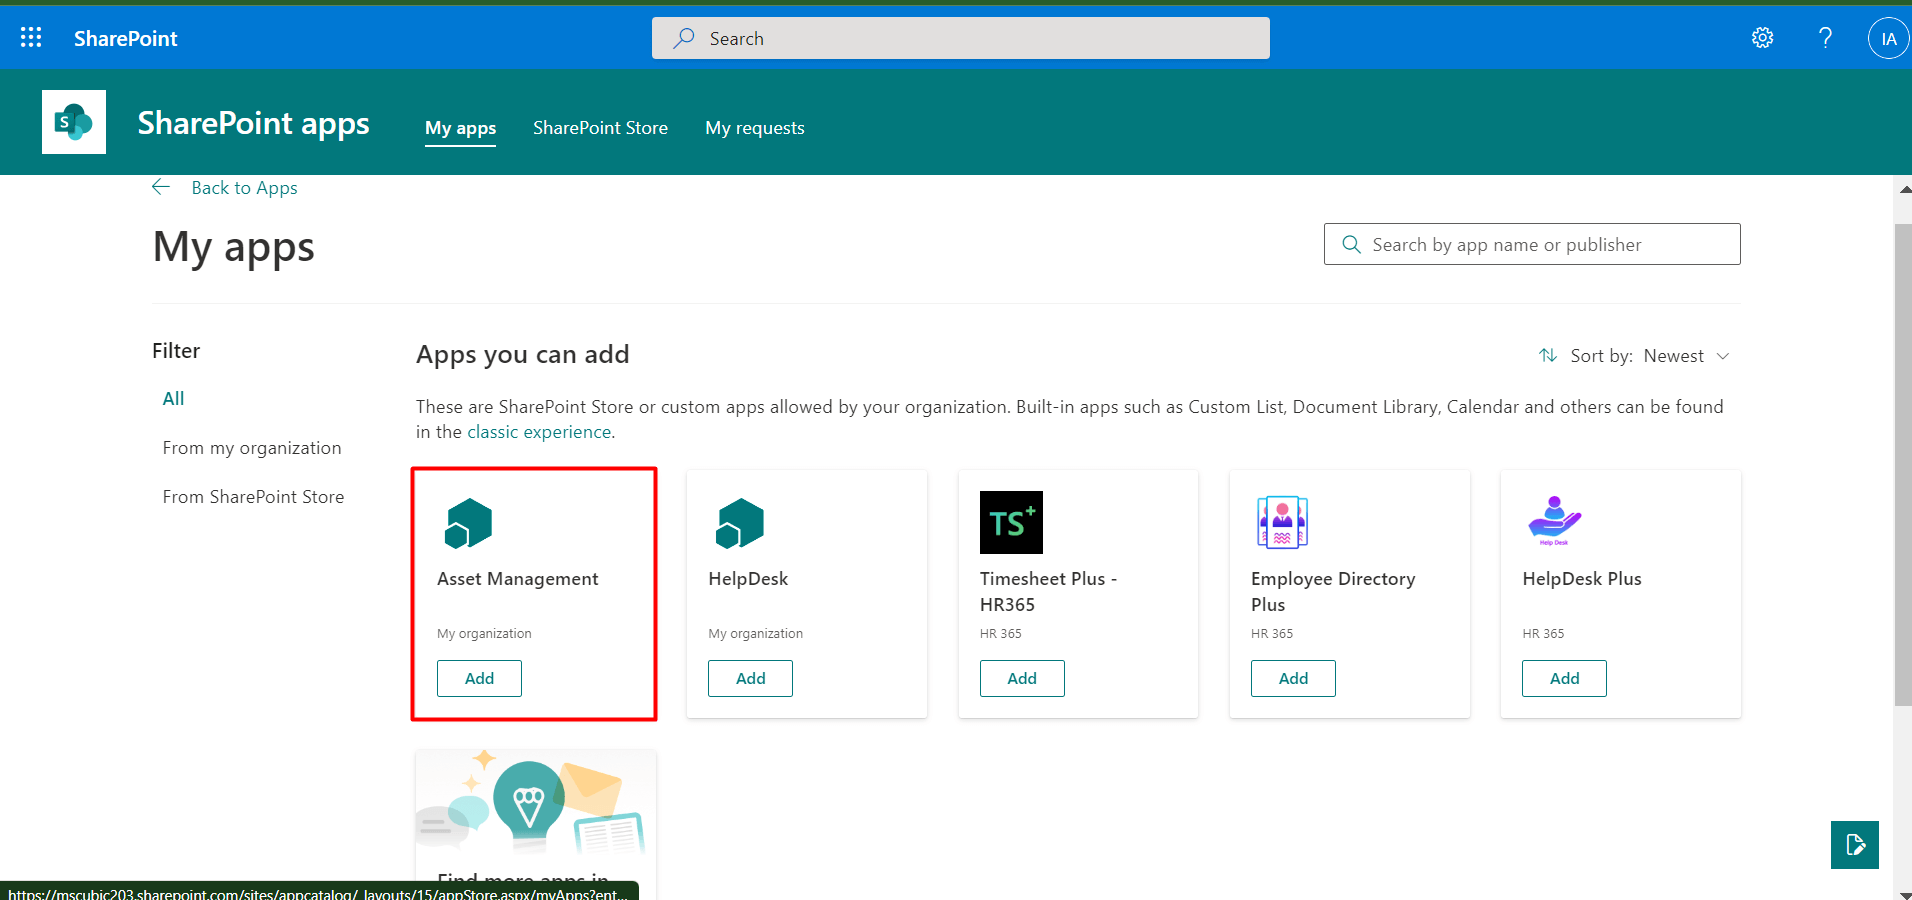 SharePoint
Search
IA
SharePoint apps
My apps
SharePoint Store
My requests
Back to Apps
My apps
Search by app name or publisher
Filter
All
From my organization
From SharePoint Store
Apps you can add
Sort by: Newest
These are SharePoint Store or custom apps allowed by your organization. Built-in apps such as Custom List, Document Library, Calendar and others can be found
in the classic experience.
Asset Management
My organization
Add
HelpDesk
My organization
Add
TS+
Timesheet Plus -
HR365
HR 365
Add
Employee Directory
Plus
HR 365
Add
Help Desk
HelpDesk Plus
HR 365
Add
Find more apps in
https://mscubic203.sharepoint.com/sites/appcatalog/_layouts/15/appStore.aspx/myApps?ent...